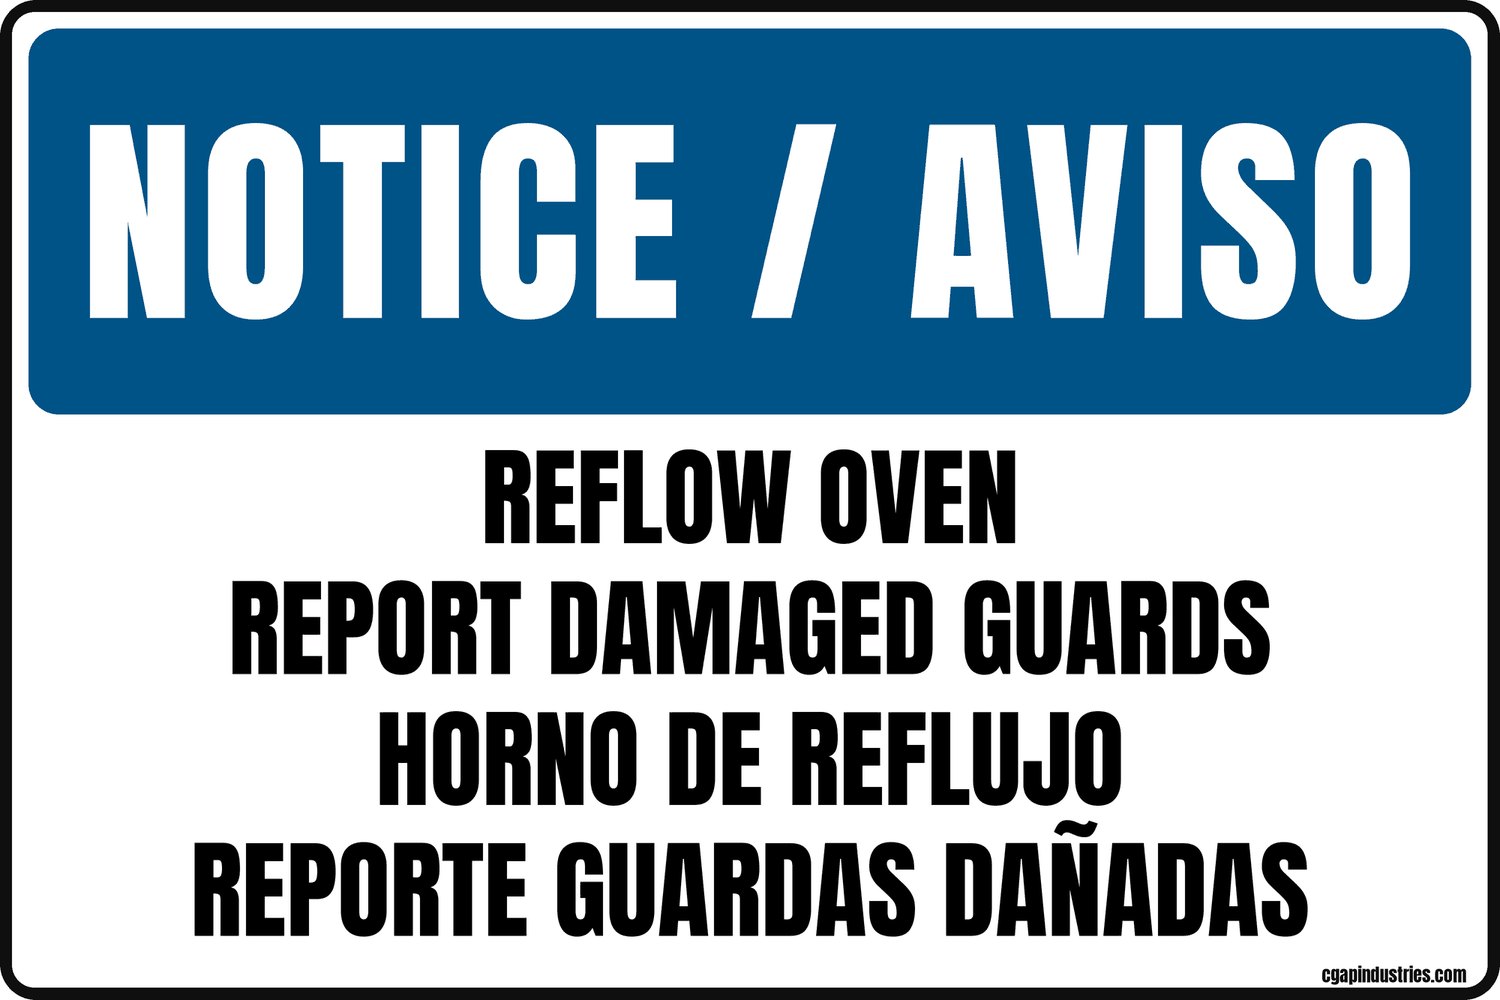 NOTICE / AVISO
REFLOW OVEN
REPORT DAMAGED GUARDS
HORNO DE REFLUJO
REPORTE GUARDAS DAÑADAS
cgapindustries.com